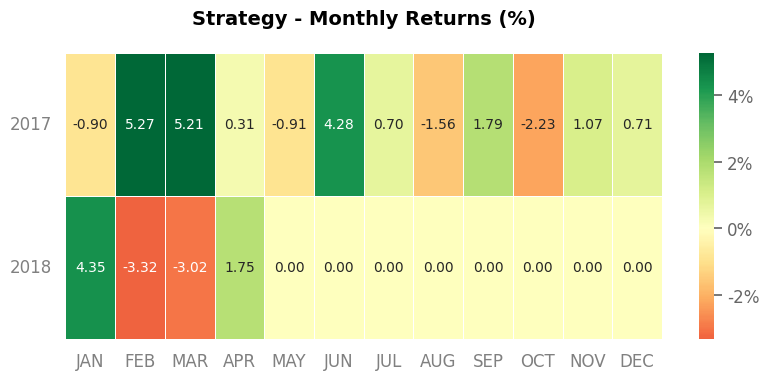 Strategy - Monthly Returns (%)
2017 -0.90 5.27 5.21 0.31 -0.91 4.28 0.70 -1.56 1.79 -2.23 1.07 0.71
2018 4.35 -3.32 -3.02 1.75 0.00 0.00 0.00 0.00 0.00 0.00 0.00 0.00
JAN FEB MAR APR MAY JUN JUL AUG SEP OCT NOV DEC
4%
2%
0%
-2%